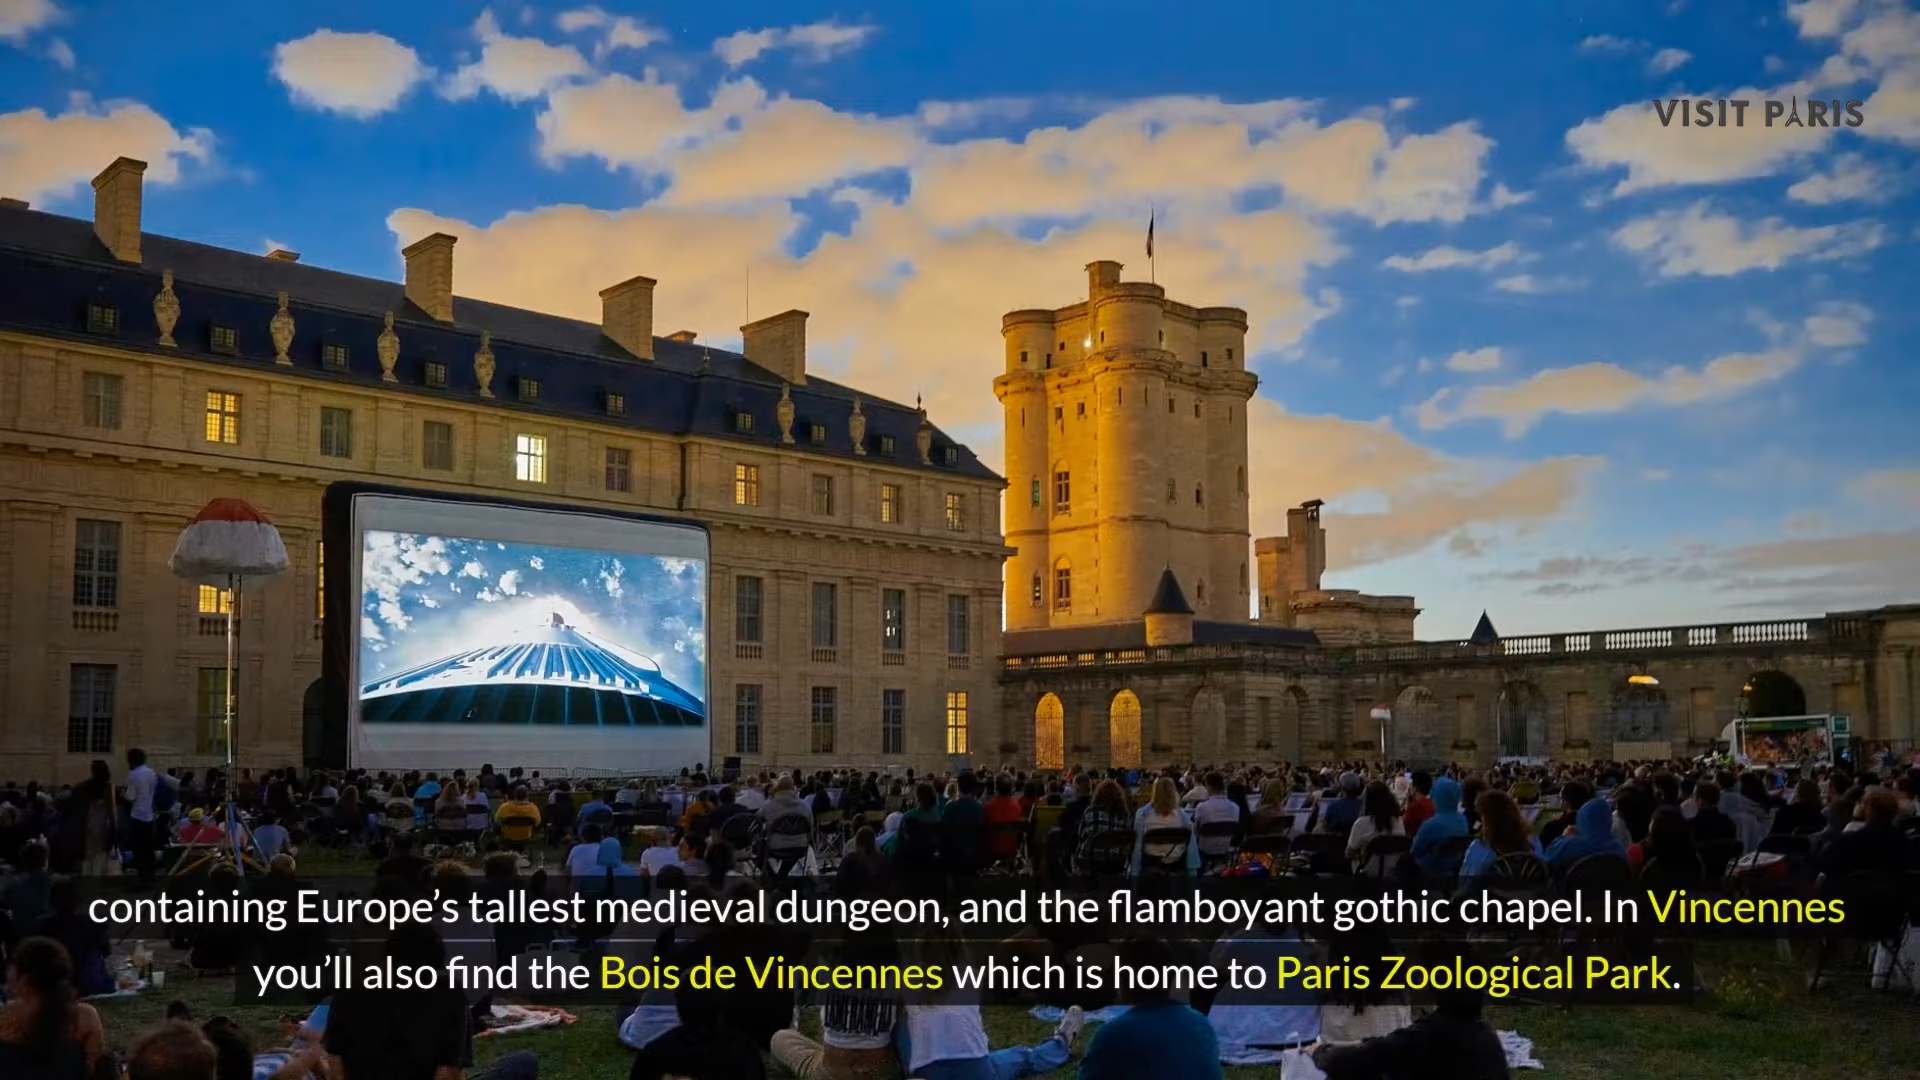 VISIT PARIS
containing Europe’s tallest medieval dungeon, and the flamboyant gothic chapel. In Vincennes
you’ll also find the Bois de Vincennes which is home to Paris Zoological Park.